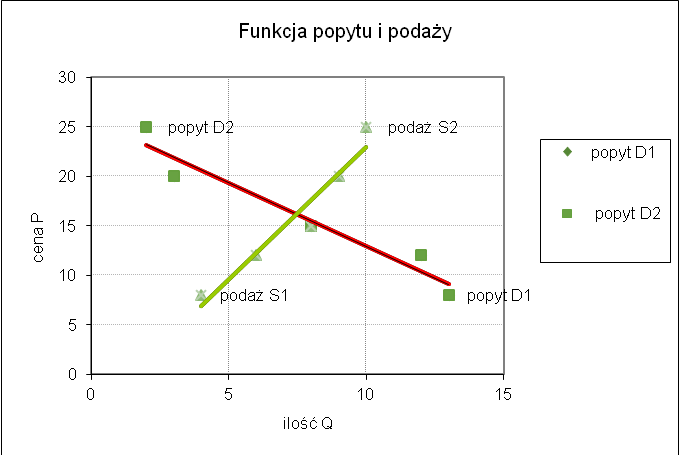 Funkcja popytu i podaży
30
25
20
15
10
5
0
cena P
popyt D2
podaż S2
podaż S1
popyt D1
0 5 10 15
ilość Q
popyt D1
popyt D2